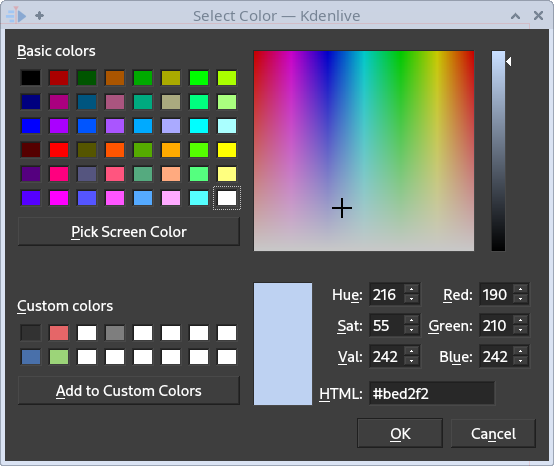 Select Color — Kdenlive
Basic colors
Pick Screen Color
Custom colors
Add to Custom Colors
Hue: 216 Red: 190
Sat: 55 Green: 210
Val: 242 Blue: 242
HTML: #bed2f2
OK Cancel